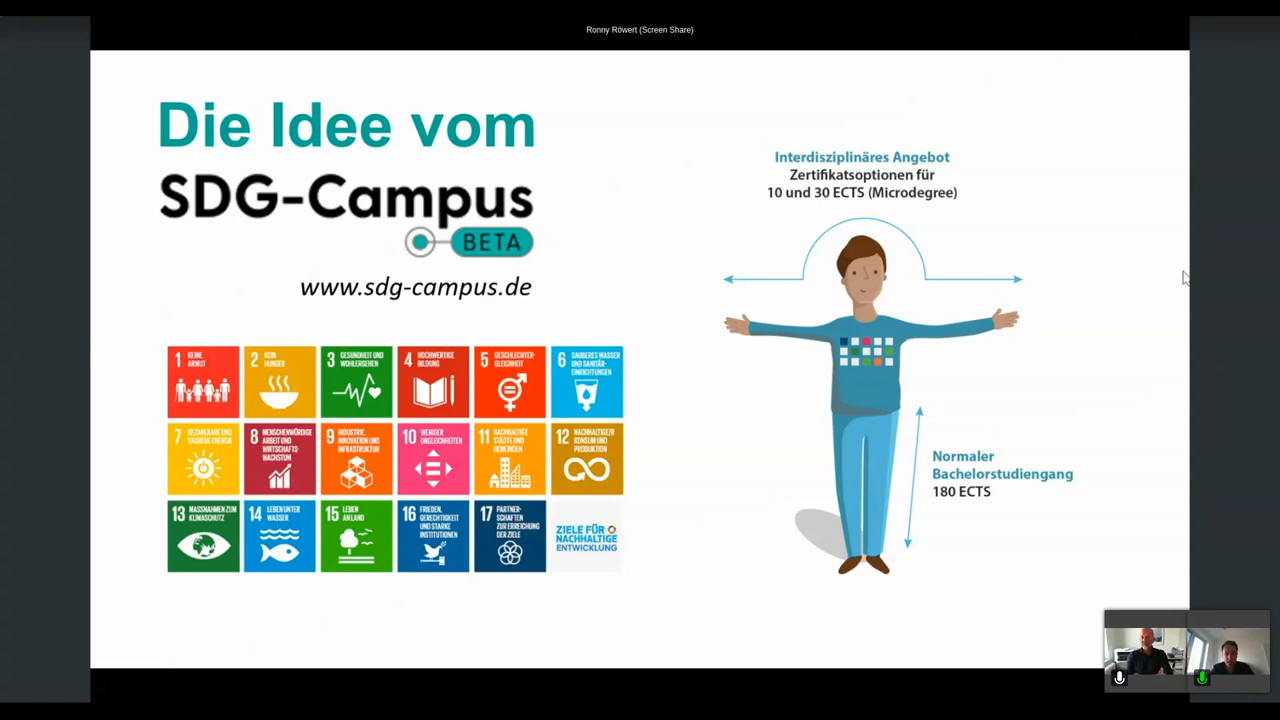 Ronny Röwert (Screen Share)
Die Idee vom
SDG-Campus
BETA
www.sdg-campus.de
Interdisziplinäres Angebot
Zertifikatsoptionen für
10 und 30 ECTS (Microdegree)
1 KEINE
ARMUT
2 KEIN
HUNGER
3 GESUNDHEIT UND
WOHLERGEHEN
4 HOCHWERTIGE
BILDUNG
5 GESCHLECHTER-
GLEICHHEIT
6 SAUBERES WASSER
UND SANITÄR-
EINRICHTUNGEN
7 BEZAHLBARE UND
SAUBERE ENERGIE
8 MENSCHENWÜRDIGE
ARBEIT UND
WIRTSCHAFTS-
WACHSTUM
9 INDUSTRIE,
INNOVATION UND
INFRASTRUKTUR
10 WENIGER
UNGLEICHHEITEN
11 NACHHALTIGE
STÄDTE UND
GEMEINDEN
12 NACHHALTIGE/R
KONSUM UND
PRODUKTION
13 MASSNAHMEN ZUM
KLIMASCHUTZ
14 LEBEN UNTER
WASSER
15 LEBEN
AN LAND
16 FRIEDEN,
GERECHTIGKEIT
UND STARKE
INSTITUTIONEN
17 PARTNER-
SCHAFTEN
ZUR ERREICHUNG
DER ZIELE
ZIELE FÜR
NACHHALTIGE
ENTWICKLUNG
Normaler
Bachelorstudiengang
180 ECTS